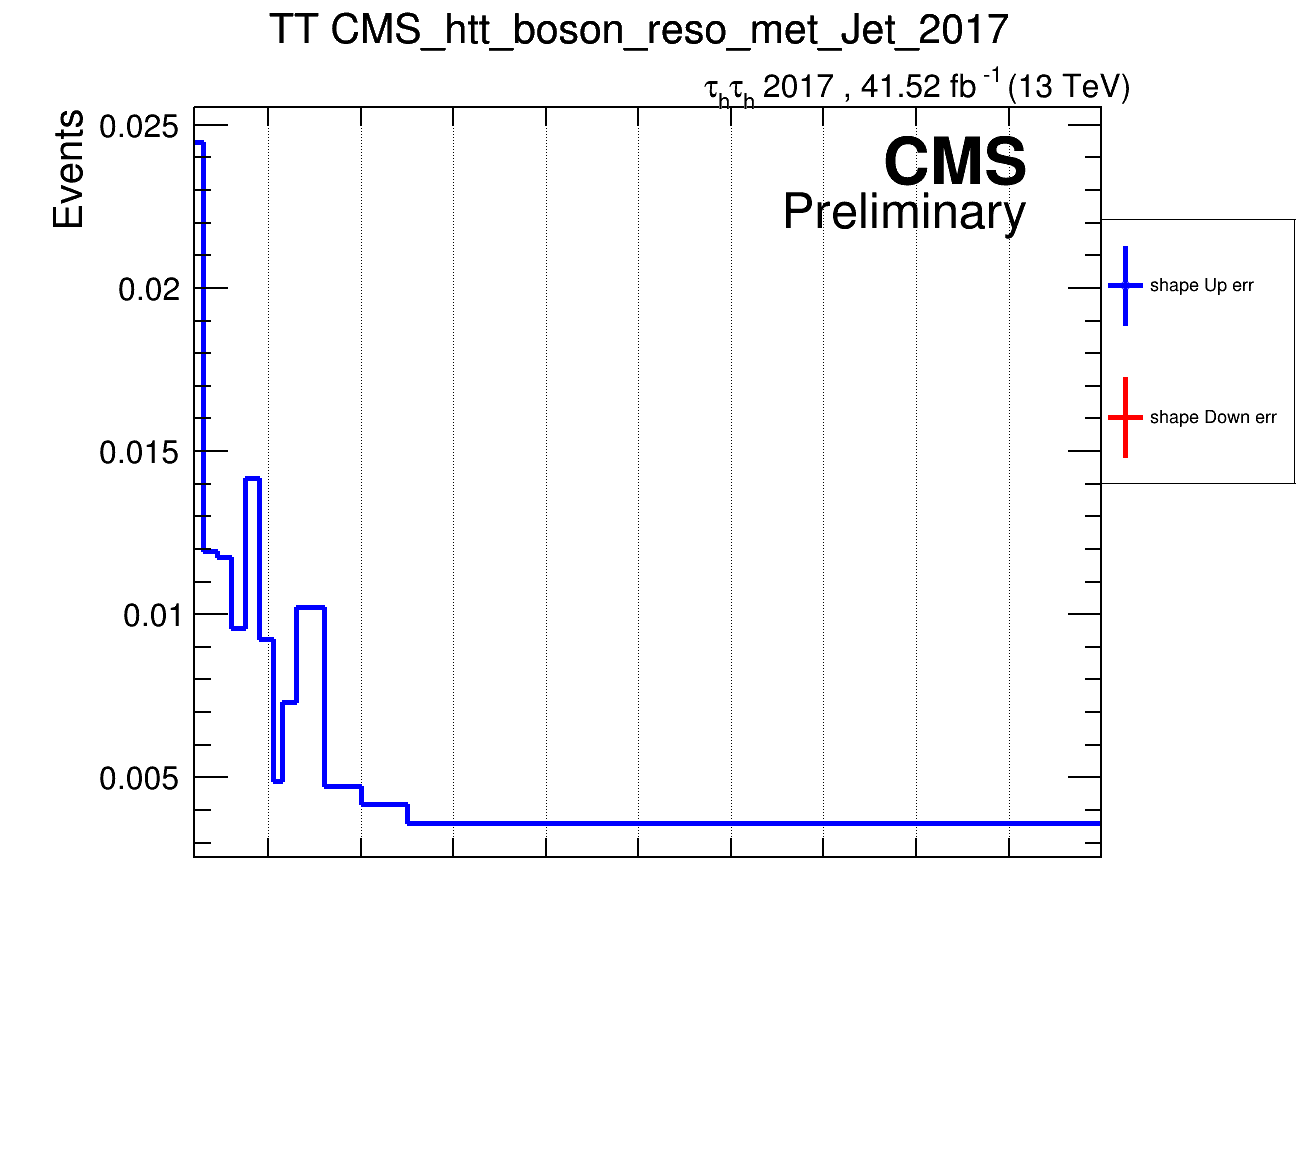 TT CMS_htt_boson_reso_met_Jet_2017
τhτh 2017 , 41.52 fb -1 (13 TeV)
Events
0.025
CMS
Preliminary
0.02
shape Up err
shape Down err
0.015
0.01
0.005